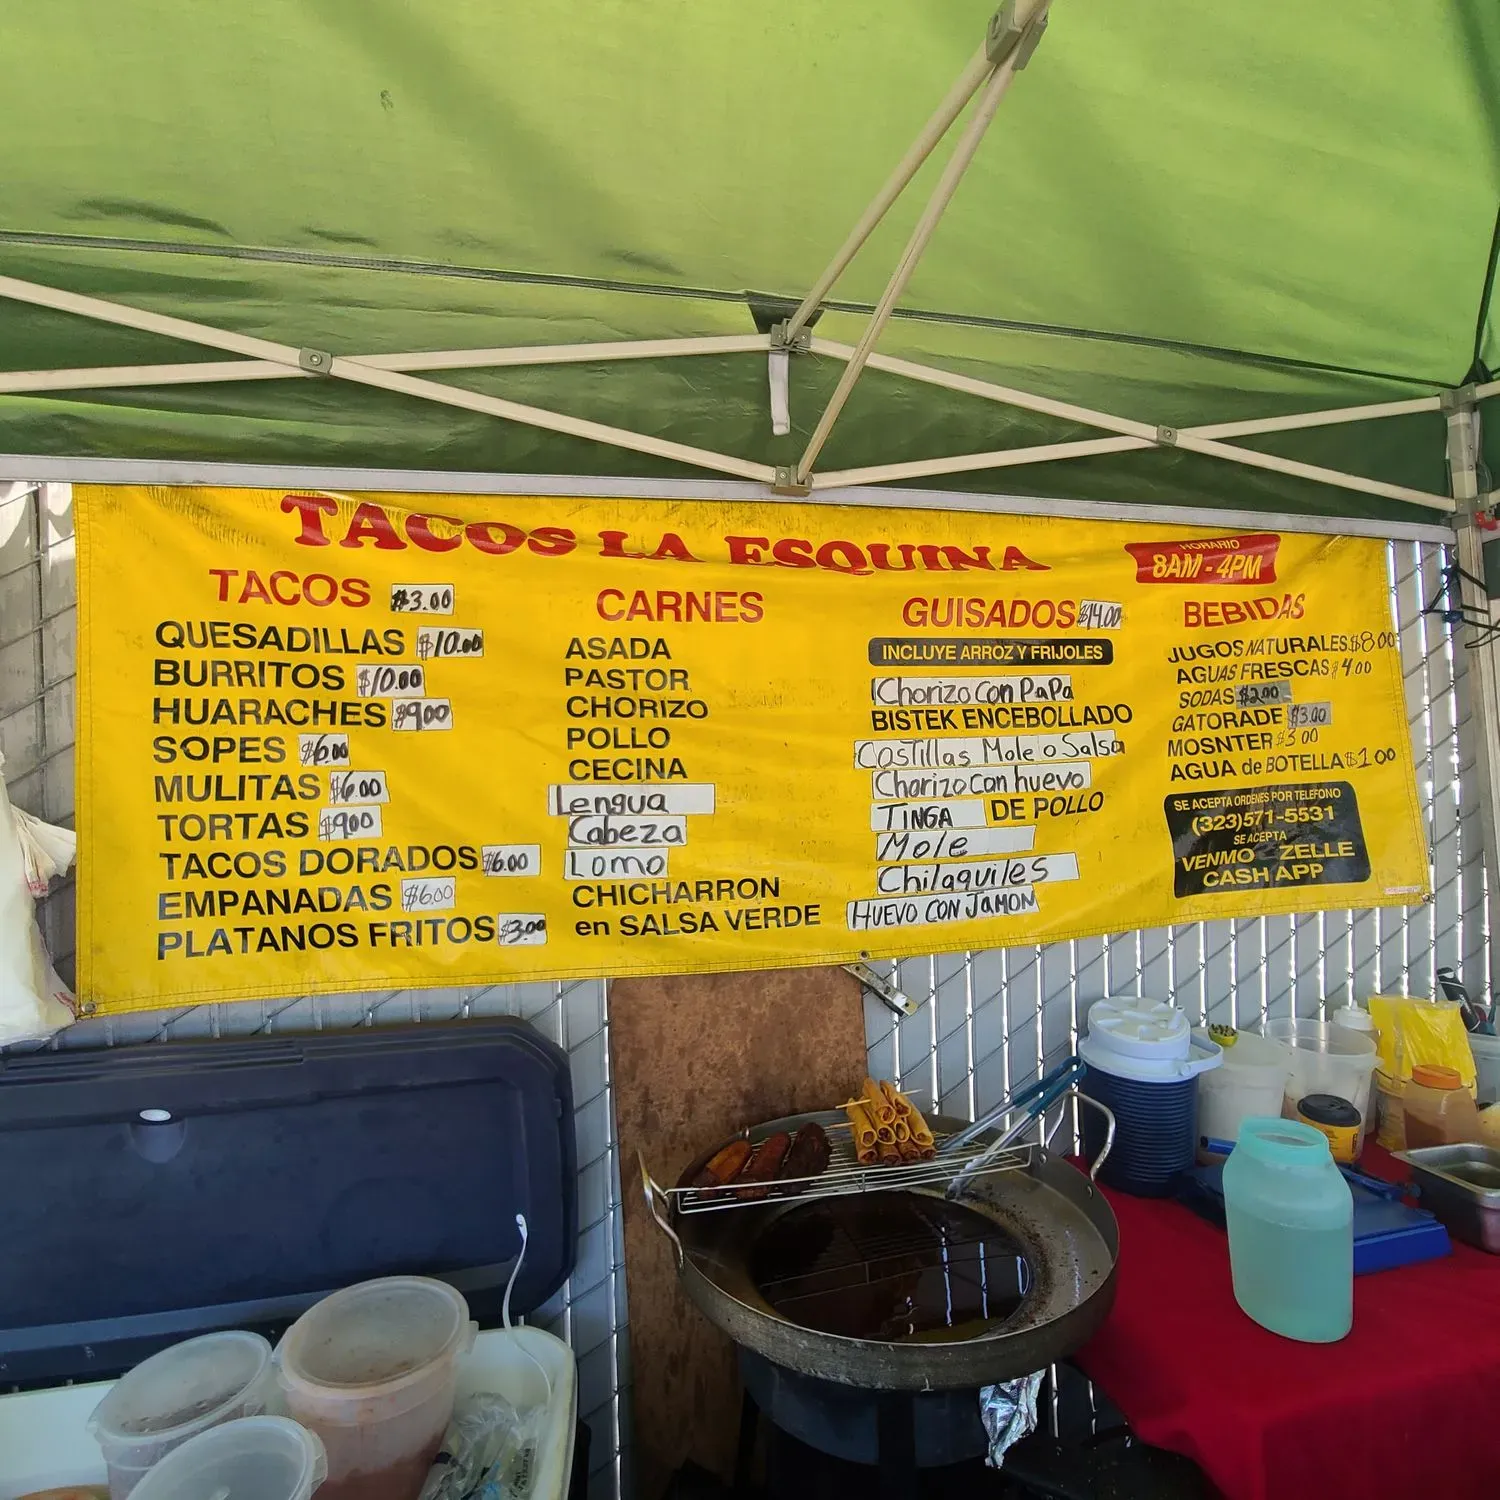 TACOS LA ESQUINA
HORARIO
8AM - 4PM
TACOS $3.00
QUESADILLAS $10.00
BURRITOS $10.00
HUARACHES $9.00
SOPES $6.00
MULITAS $6.00
TORTAS $9.00
TACOS DORADOS $6.00
EMPANADAS $6.00
PLATANOS FRITOS $3.00
CARNES
ASADA
PASTOR
CHORIZO
POLLO
CECINA
Lengua
Cabeza
Lomo
CHICHARRON
en SALSA VERDE
GUISADOS $14.00
INCLUYE ARROZ Y FRIJOLES
Chorizo Con PaPa
BISTEK ENCEBOLLADO
Costillas Mole o Salsa
Chorizo Con huevo
TINGA DE POLLO
Mole
Chilaquiles
HUEVO CON JAMON
BEBIDAS
JUGOS NATURALES $8.00
AGUAS FRESCAS $4.00
SODAS $2.00
GATORADE $3.00
MOSNTER $3.00
AGUA de BOTELLA $1.00
SE ACEPTA ORDENES POR TELEFONO
(323)571-5531
SE ACEPTA
VENMO ZELLE
CASH APP